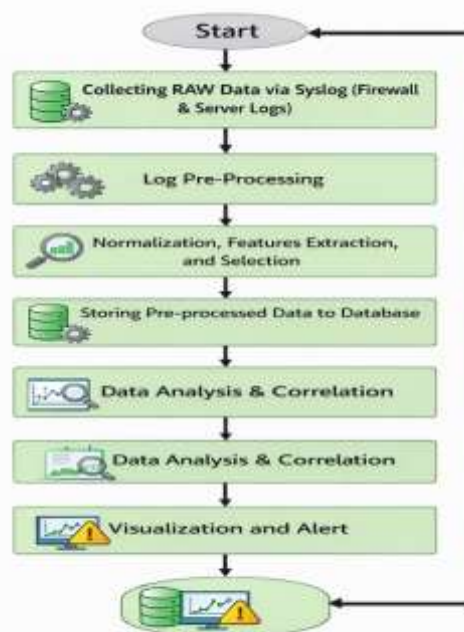 Start
Collecting RAW Data via Syslog (Firewall
& Server Logs)
Log Pre-Processing
Normalization, Features Extraction,
and Selection
Storing Pre-processed Data to Database
Data Analysis & Correlation
Data Analysis & Correlation
Visualization and Alert